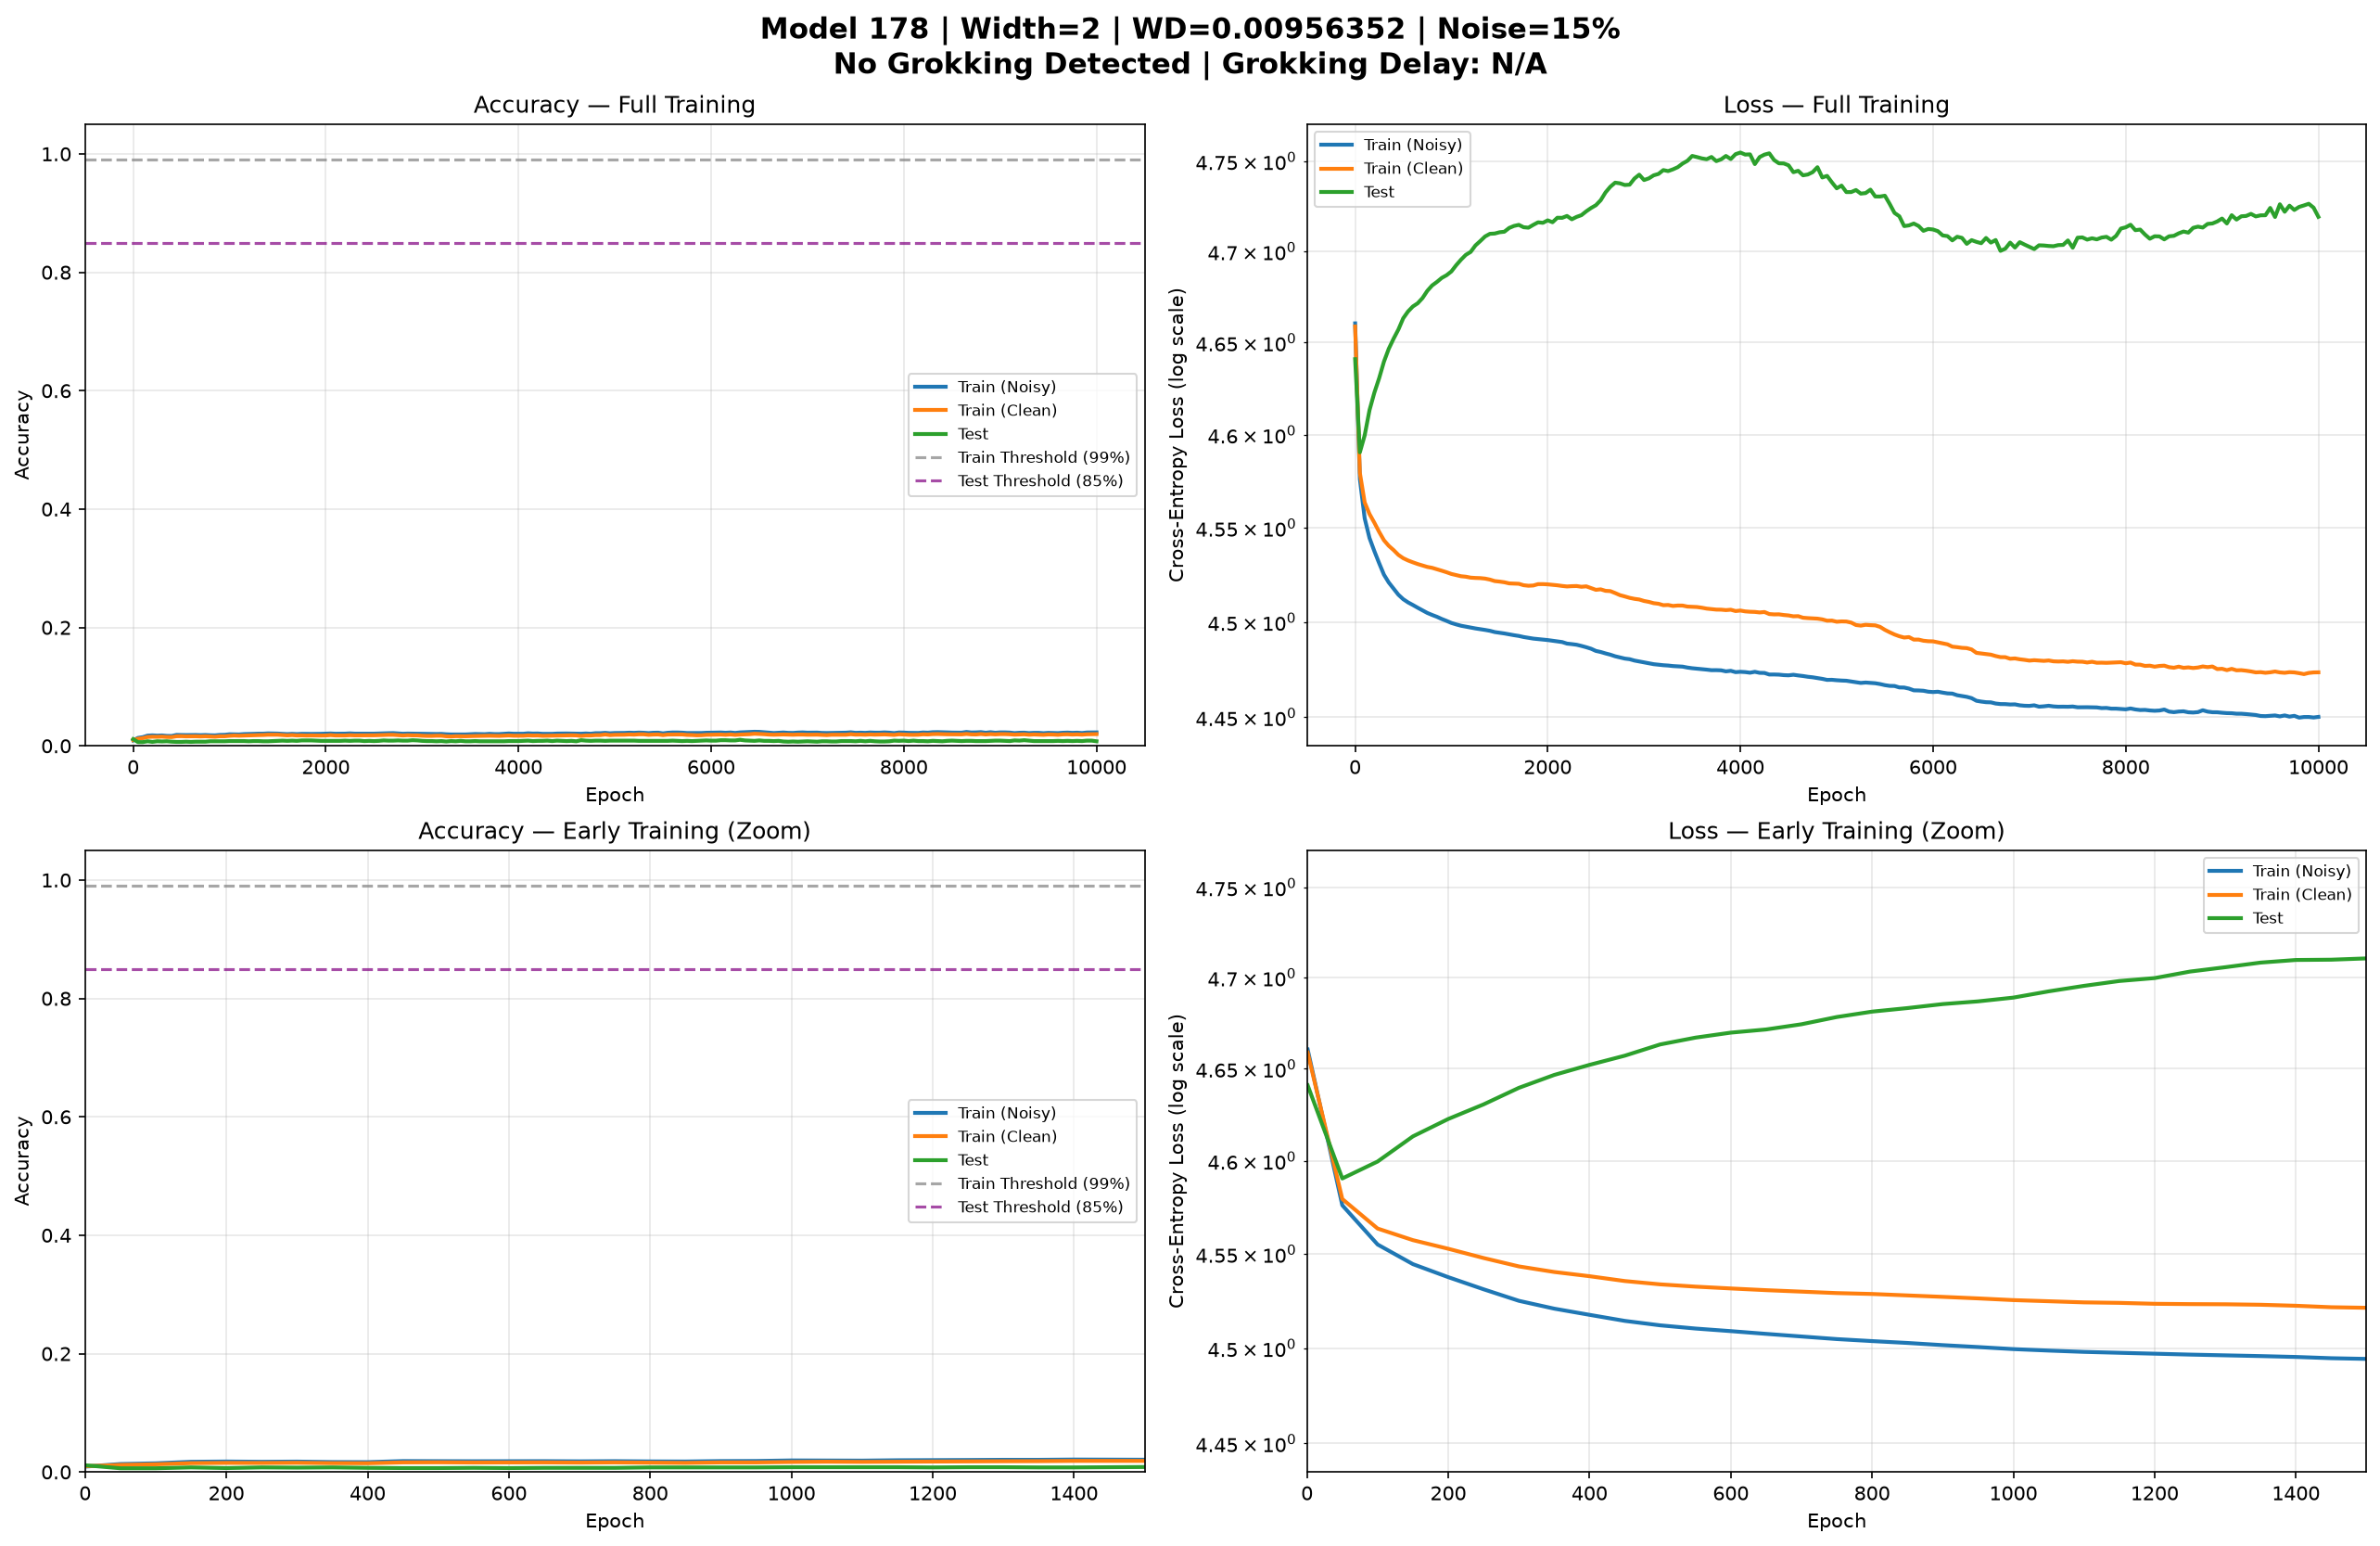 Model 178 | Width=2 | WD=0.00956352 | Noise=15%
No Grokking Detected | Grokking Delay: N/A
Accuracy — Full Training
1.0
0.8
0.6
0.4
0.2
0.0
Accuracy
0 2000 4000 6000 8000 10000
Epoch
Train (Noisy)
Train (Clean)
Test
Train Threshold (99%)
Test Threshold (85%)
Loss — Full Training
4.75 × 10⁰
4.7 × 10⁰
4.65 × 10⁰
4.6 × 10⁰
4.55 × 10⁰
4.5 × 10⁰
4.45 × 10⁰
Cross-Entropy Loss (log scale)
0 2000 4000 6000 8000 10000
Epoch
Train (Noisy)
Train (Clean)
Test
Accuracy — Early Training (Zoom)
1.0
0.8
0.6
0.4
0.2
0.0
Accuracy
0 200 400 600 800 1000 1200 1400
Epoch
Train (Noisy)
Train (Clean)
Test
Train Threshold (99%)
Test Threshold (85%)
Loss — Early Training (Zoom)
4.75 × 10⁰
4.7 × 10⁰
4.65 × 10⁰
4.6 × 10⁰
4.55 × 10⁰
4.5 × 10⁰
4.45 × 10⁰
Cross-Entropy Loss (log scale)
0 200 400 600 800 1000 1200 1400
Epoch
Train (Noisy)
Train (Clean)
Test